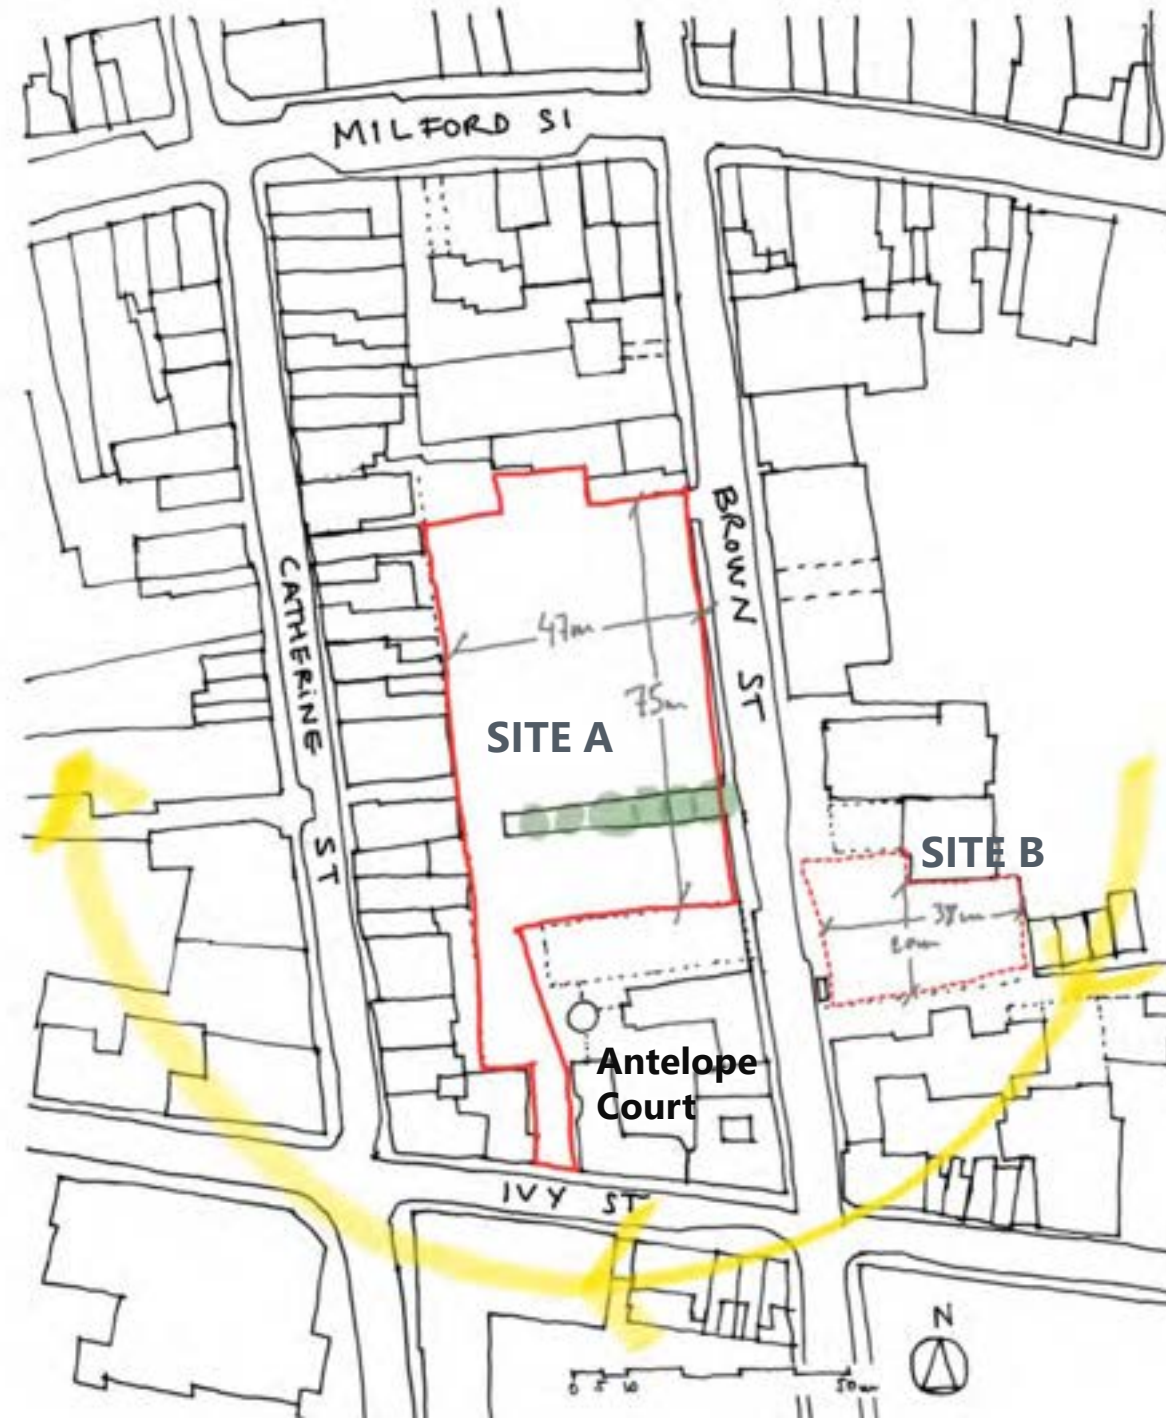 MILFORD ST
BROWN
ST
CATHERINE
ST
47m
75m
SITE A
SITE B
38m
20m
Antelope
Court
IVY ST
N
0 5 10 50m